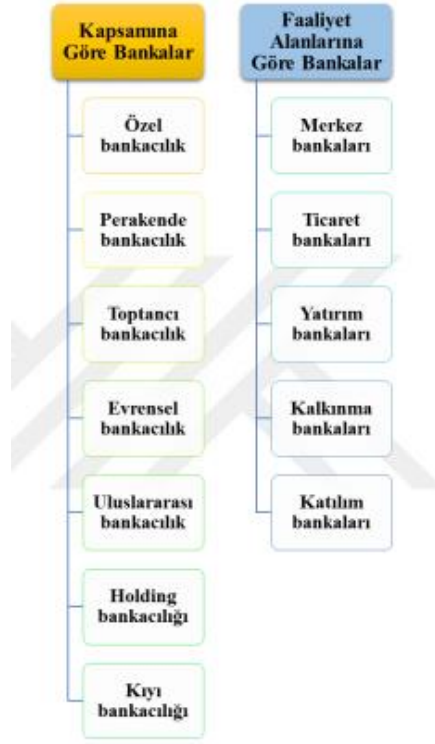 Kapsamına
Göre Bankalar
Özel
bankacılık
Perakende
bankacılık
Toptancı
bankacılık
Evrensel
bankacılık
Uluslararası
bankacılık
Holding
bankacılığı
Kıyı
bankacılığı
Faaliyet
Alanlarına
Göre Bankalar
Merkez
bankaları
Ticaret
bankaları
Yatırım
bankaları
Kalkınma
bankaları
Katılım
bankaları